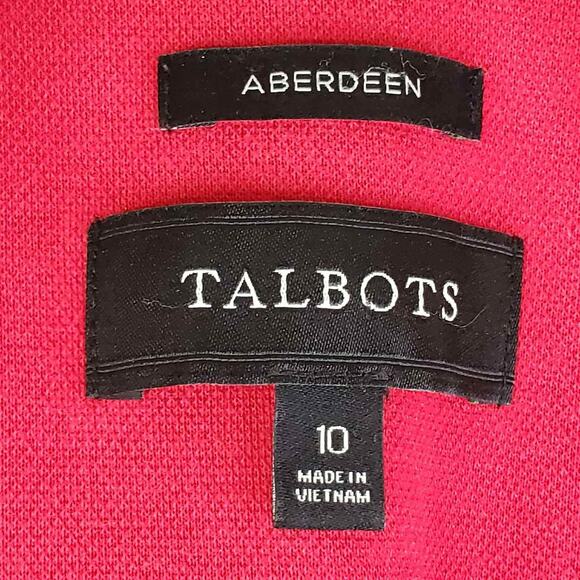 ABERDEEN
TALBOTS
10
MADE IN
VIETNAM